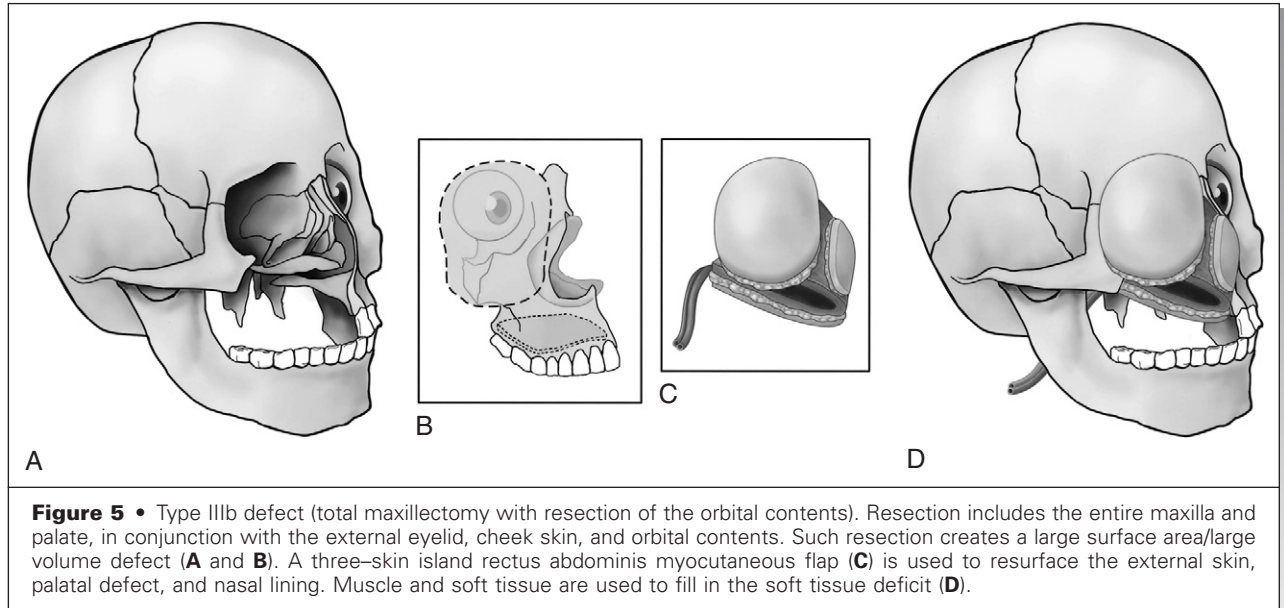 A
B
C
D
Figure 5 • Type IIIb defect (total maxillectomy with resection of the orbital contents). Resection includes the entire maxilla and
palate, in conjunction with the external eyelid, cheek skin, and orbital contents. Such resection creates a large surface area/large
volume defect (A and B). A three–skin island rectus abdominis myocutaneous flap (C) is used to resurface the external skin,
palatal defect, and nasal lining. Muscle and soft tissue are used to fill in the soft tissue deficit (D).